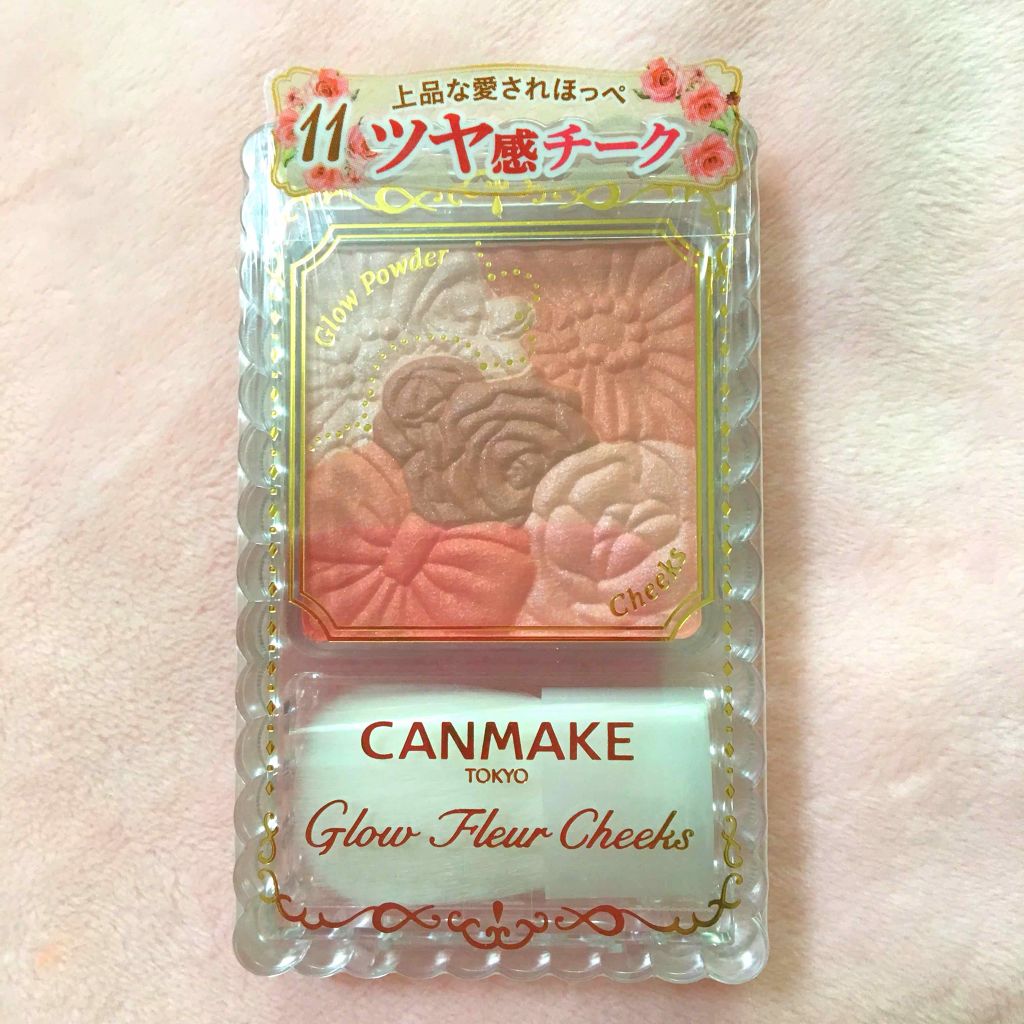 上品な愛されほっぺ
11 ツヤ感チーク
Glow Powder
Cheeks
CANMAKE
TOKYO
Glow Fleur Cheeks